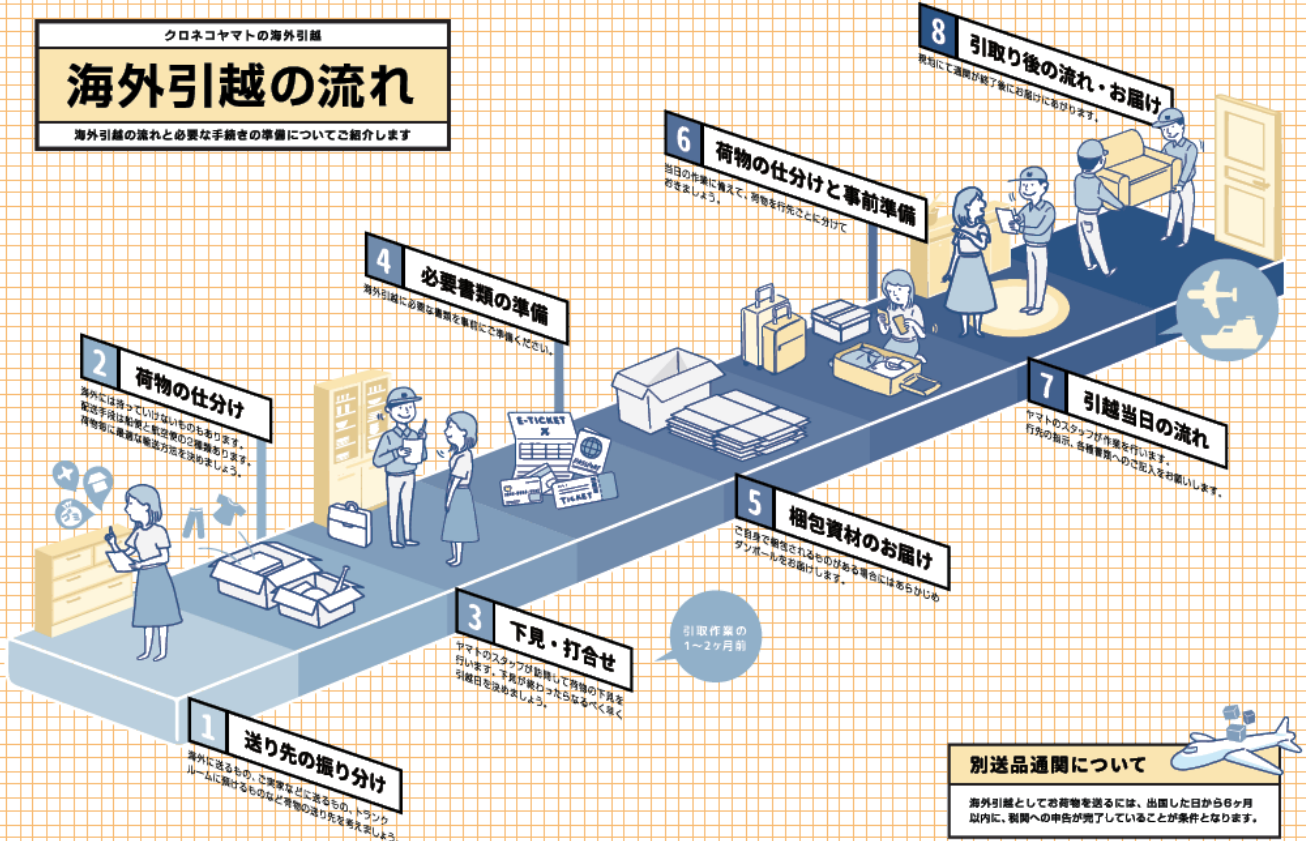 クロネコヤマトの海外引越
海外引越の流れ
海外引越の流れと必要な手続きの準備についてご紹介します
1
送り先の振り分け
海外に送るもの、ご実家などに送るもの、トランク
ルームに預けるものなど荷物の送り先を考えましょう。
2
荷物の仕分け
海外には持っていけないものもあります。
配送手段は船便と航空便の2種類あります。
荷物毎に最適な輸送方法を決めましょう。
3
下見・打合せ
ヤマトのスタッフが訪問して荷物の下見を
行います。下見が終わったらなるべく早く
引越日を決めましょう。
引取作業の
1〜2ヶ月前
4
必要書類の準備
海外引越に必要な書類を事前にご準備ください。
E-TICKET
PASSPORT
TICKET
5
梱包資材のお届け
ご自身で梱包されるものがある場合にはあらかじめ
ダンボールをお届けします。
6
荷物の仕分けと事前準備
当日の作業に備えて、荷物を行先ごとに分けて
おきましょう。
7
引越当日の流れ
ヤマトのスタッフが作業を行います。
行先の指示、各種書類へのご記入をお願いします。
8
引取り後の流れ・お届け
現地にて通関が終了後にお届けにあがります。
別送品通関について
海外引越としてお荷物を送るには、出国した日から6ヶ月
以内に、税関への申告が完了していることが条件となります。